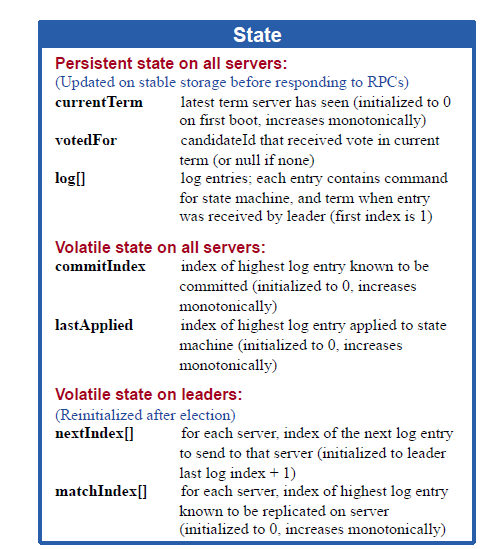 State
Persistent state on all servers:
(Updated on stable storage before responding to RPCs)
currentTerm latest term server has seen (initialized to 0
on first boot, increases monotonically)
votedFor candidateId that received vote in current
term (or null if none)
log[] log entries; each entry contains command
for state machine, and term when entry
was received by leader (first index is 1)
Volatile state on all servers:
commitIndex index of highest log entry known to be
committed (initialized to 0, increases
monotonically)
lastApplied index of highest log entry applied to state
machine (initialized to 0, increases
monotonically)
Volatile state on leaders:
(Reinitialized after election)
nextIndex[] for each server, index of the next log entry
to send to that server (initialized to leader
last log index + 1)
matchIndex[] for each server, index of highest log entry
known to be replicated on server
(initialized to 0, increases monotonically)